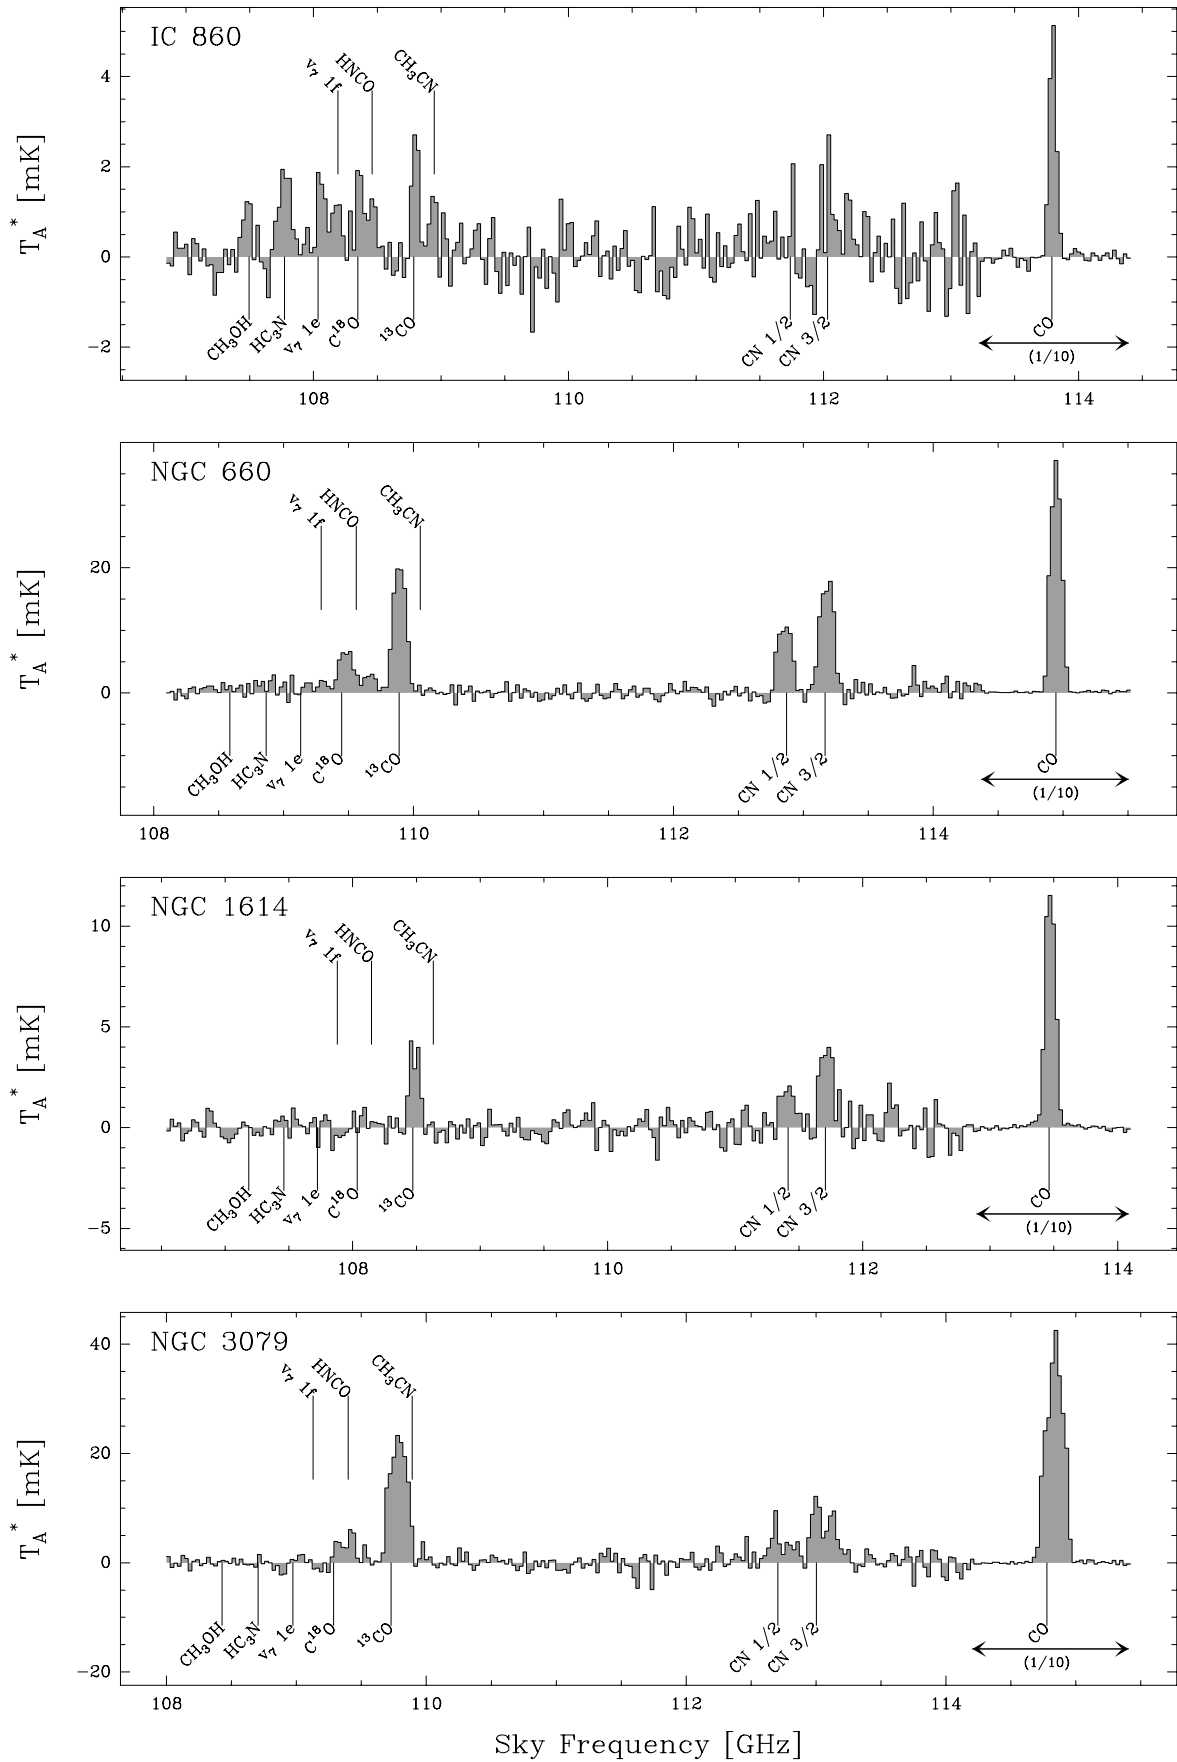 IC 860
v₇ 1f HNCO CH₃CN
4
2
0
−2
T_A* [mK]
CH₃OH HC₃N v₇ 1e C¹⁸O ¹³CO CN 1/2 CN 3/2 CO
(1/10)
108 110 112 114
NGC 660
v₇ 1f HNCO CH₃CN
20
0
T_A* [mK]
CH₃OH HC₃N v₇ 1e C¹⁸O ¹³CO CN 1/2 CN 3/2 CO
(1/10)
108 110 112 114
NGC 1614
v₇ 1f HNCO CH₃CN
10
5
0
−5
T_A* [mK]
CH₃OH HC₃N v₇ 1e C¹⁸O ¹³CO CN 1/2 CN 3/2 CO
(1/10)
108 110 112 114
NGC 3079
v₇ 1f HNCO CH₃CN
40
20
0
−20
T_A* [mK]
CH₃OH HC₃N v₇ 1e C¹⁸O ¹³CO CN 1/2 CN 3/2 CO
(1/10)
108 110 112 114
Sky Frequency [GHz]